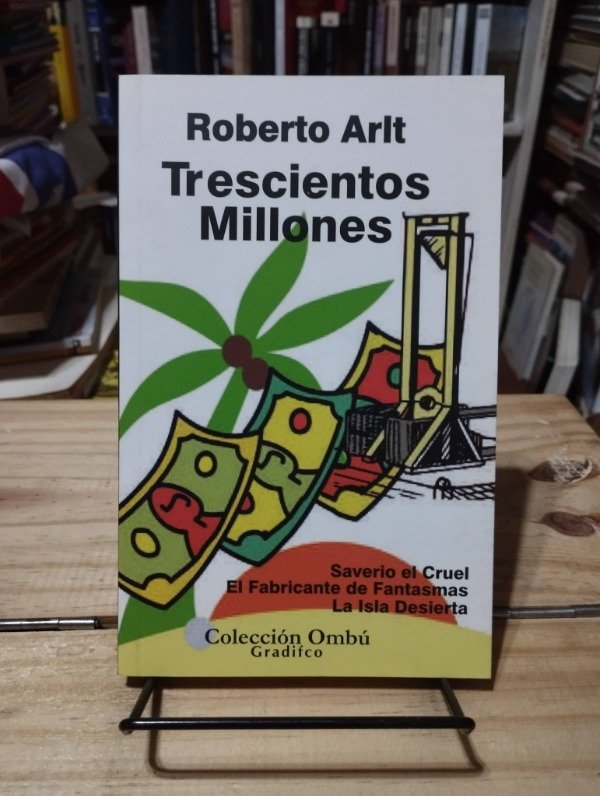 Roberto Arlt
Trescientos
Millones
Saverio el Cruel
El Fabricante de Fantasmas
La Isla Desierta
Colección Ombú
Gradifco